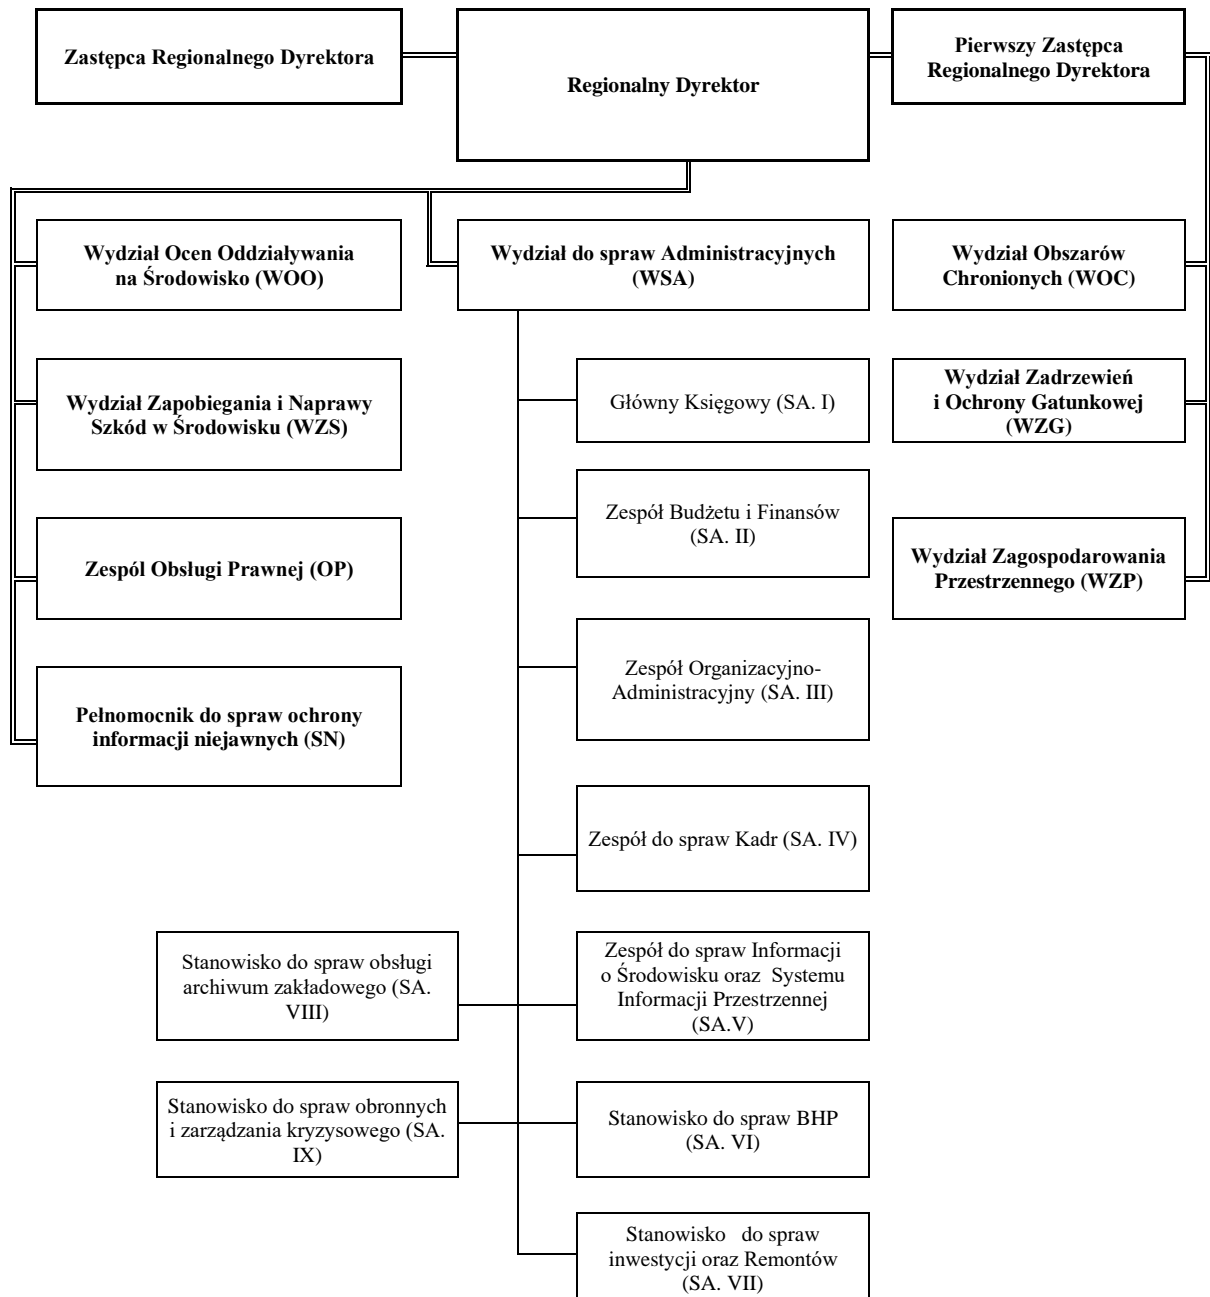 Zastępca Regionalnego Dyrektora
Regionalny Dyrektor
Pierwszy Zastępca
Regionalnego Dyrektora
Wydział Ocen Oddziaływania
na Środowisko (WOO)
Wydział do spraw Administracyjnych
(WSA)
Wydział Obszarów
Chronionych (WOC)
Wydział Zapobiegania i Naprawy
Szkód w Środowisku (WZS)
Główny Księgowy (SA. I)
Wydział Zadrzewień
i Ochrony Gatunkowej
(WZG)
Zespół Budżetu i Finansów
(SA. II)
Zespól Obsługi Prawnej (OP)
Wydział Zagospodarowania
Przestrzennego (WZP)
Zespół Organizacyjno-
Administracyjny (SA. III)
Pełnomocnik do spraw ochrony
informacji niejawnych (SN)
Zespół do spraw Kadr (SA. IV)
Stanowisko do spraw obsługi
archiwum zakładowego (SA.
VIII)
Zespół do spraw Informacji
o Środowisku oraz  Systemu
Informacji Przestrzennej
(SA.V)
Stanowisko do spraw obronnych
i zarządzania kryzysowego (SA.
IX)
Stanowisko do spraw BHP
(SA. VI)
Stanowisko   do spraw
inwestycji oraz Remontów
(SA. VII)